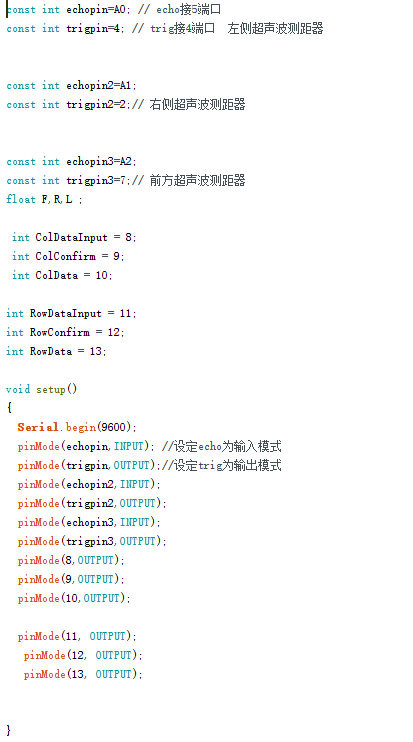 const int echopin=A0; // echo接5端口
const int trigpin=4; // trig接4端口  左侧超声波测距器
const int echopin2=A1;
const int trigpin2=2;// 右侧超声波测距器
const int echopin3=A2;
const int trigpin3=7;// 前方超声波测距器
float F,R,L ;
int ColDataInput = 8;
int ColConfirm = 9;
int ColData = 10;
int RowDataInput = 11;
int RowConfirm = 12;
int RowData = 13;
void setup()
{
Serial.begin(9600);
pinMode(echopin,INPUT); //设定echo为输入模式
pinMode(trigpin,OUTPUT);//设定trig为输出模式
pinMode(echopin2,INPUT);
pinMode(trigpin2,OUTPUT);
pinMode(echopin3,INPUT);
pinMode(trigpin3,OUTPUT);
pinMode(8,OUTPUT);
pinMode(9,OUTPUT);
pinMode(10,OUTPUT);
pinMode(11, OUTPUT);
pinMode(12, OUTPUT);
pinMode(13, OUTPUT);
}